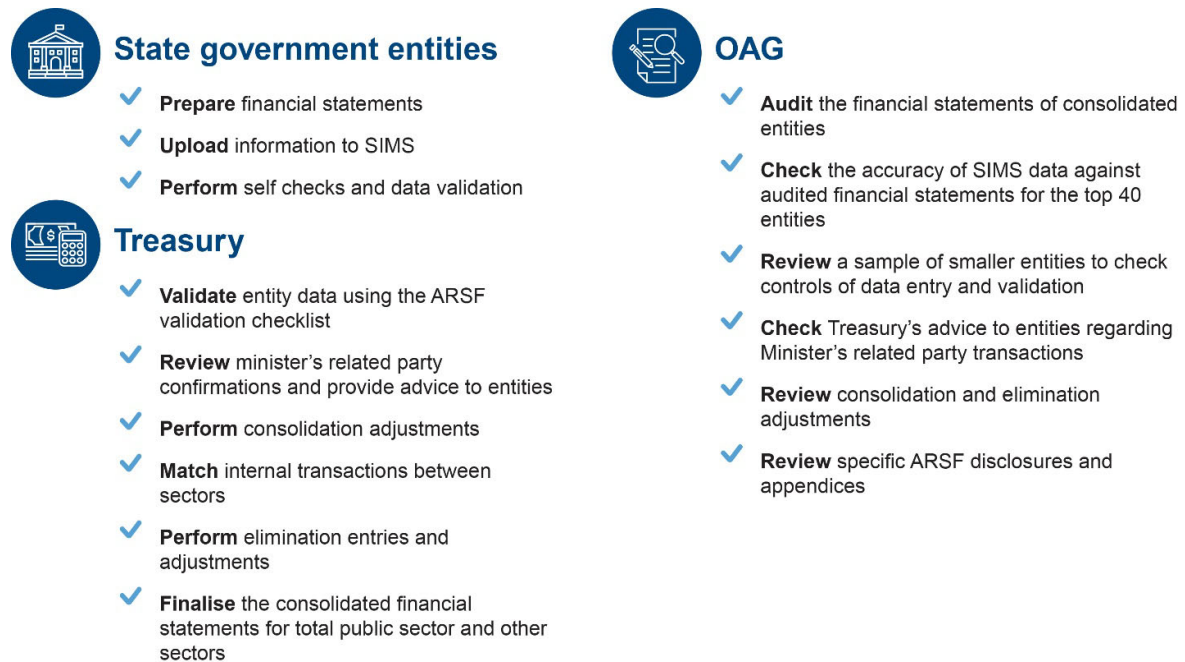 State government entities
Prepare financial statements
Upload information to SIMS
Perform self checks and data validation
Treasury
Validate entity data using the ARSF
validation checklist
Review minister’s related party
confirmations and provide advice to entities
Perform consolidation adjustments
Match internal transactions between
sectors
Perform elimination entries and
adjustments
Finalise the consolidated financial
statements for total public sector and other
sectors
OAG
Audit the financial statements of consolidated
entities
Check the accuracy of SIMS data against
audited financial statements for the top 40
entities
Review a sample of smaller entities to check
controls of data entry and validation
Check Treasury’s advice to entities regarding
Minister’s related party transactions
Review consolidation and elimination
adjustments
Review specific ARSF disclosures and
appendices